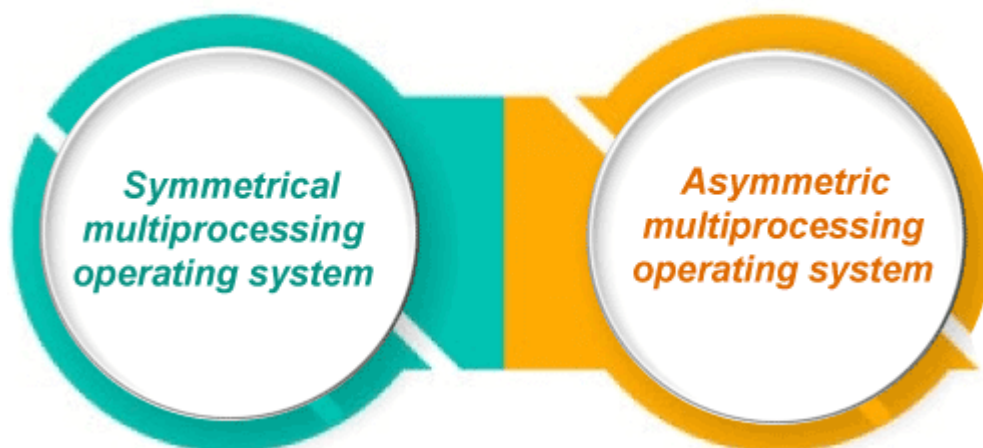 Symmetrical
multiprocessing
operating system
Asymmetric
multiprocessing
operating system